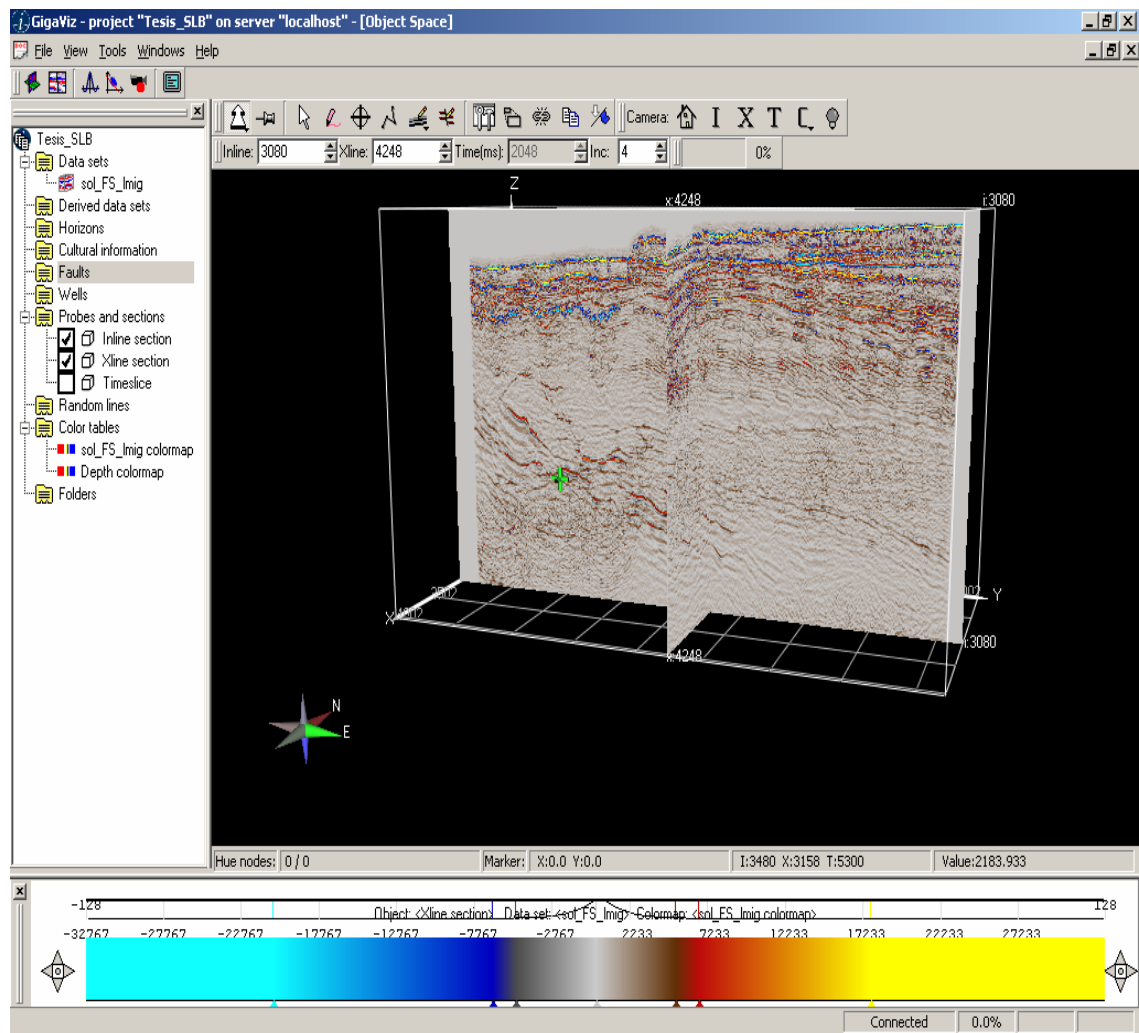 GigaViz - project "Tesis_SLB" on server "localhost" - [Object Space]
File View Tools Windows Help
Camera: I X T
Inline: 3080 Xline: 4248 Time(ms): 2048 Inc: 4 0%
Tesis_SLB
Data sets
sol_FS_Imig
Derived data sets
Horizons
Cultural information
Faults
Wells
Probes and sections
Inline section
Xline section
Timeslice
Random lines
Color tables
sol_FS_Imig colormap
Depth colormap
Folders
Z
x:4248
i:3080
Y
X
i:3080
x:4248
N
E
Hue nodes: 0 / 0 Marker: X:0.0 Y:0.0 I:3480 X:3158 T:5300 Value:2183.933
-128 Object: <Xline section> Data set: <sol_FS_Imig> Colormap: <sol_FS_Imig colormap> 128
-32767 -27767 -22767 -17767 -12767 -7767 -2767 2233 7233 12233 17233 22233 27233
Connected 0.0%